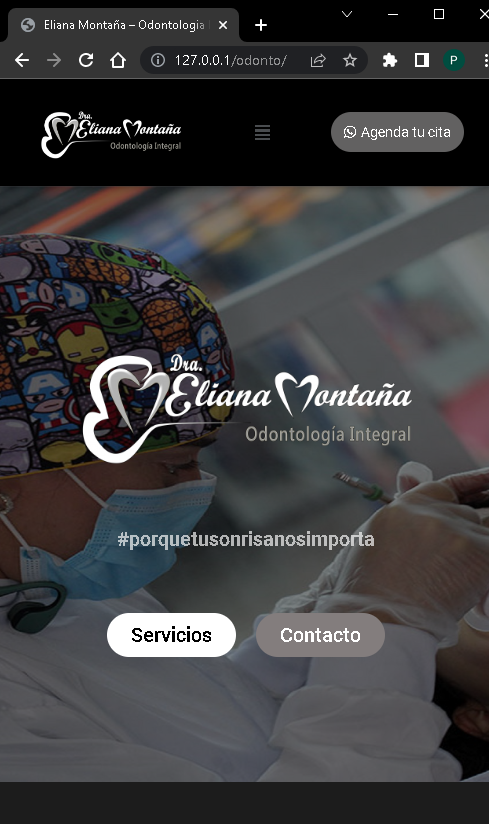 Eliana Montaña – Odontologia
127.0.0.1/odonto/
P
Dra.
Eliana Montaña
Odontología Integral
Agenda tu cita
Dra.
Eliana Montaña
Odontología Integral
#porquetusonrisanosimporta
Servicios
Contacto